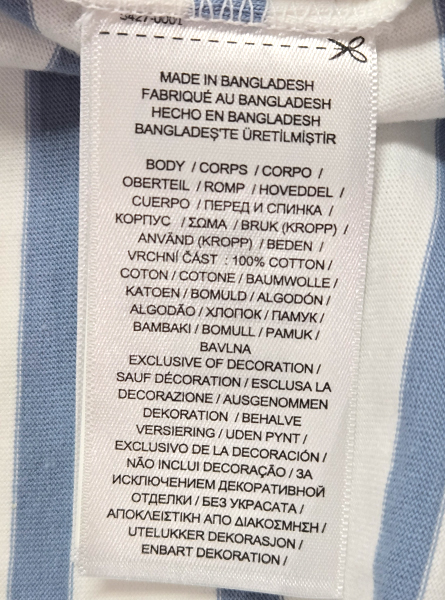 5427-0001
MADE IN BANGLADESH
FABRIQUÉ AU BANGLADESH
HECHO EN BANGLADESH
BANGLADEŞ'TE ÜRETİLMİŞTİR
BODY / CORPS / CORPO /
OBERTEIL / ROMP / HOVEDDEL /
CUERPO / ПЕРЕД И СПИНКА /
КОРПУС / ΣΩΜΑ / BRUK (KROPP) /
ANVÄND (KROPP) / BEDEN /
VRCHNÍ ČÁST : 100% COTTON /
COTON / COTONE / BAUMWOLLE /
KATOEN / BOMULD / ALGODÓN /
ALGODÃO / ХЛОПОК / ПАМУК /
BAMBAKI / BOMULL / PAMUK /
BAVLNA
EXCLUSIVE OF DECORATION /
SAUF DÉCORATION / ESCLUSA LA
DECORAZIONE / AUSGENOMMEN
DEKORATION / BEHALVE
VERSIERING / UDEN PYNT /
EXCLUSIVO DE LA DECORACIÓN /
NÃO INCLUI DECORAÇÃO / ЗА
ИСКЛЮЧЕНИЕМ ДЕКОРАТИВНОЙ
ОТДЕЛКИ / БЕЗ УКРАСАТА /
ΑΠΟΚΛΕΙΣΤΙΚΗ ΑΠΟ ΔΙΑΚΟΣΜΗΣΗ /
UTELUKKER DEKORASJON /
ENBART DEKORATION /